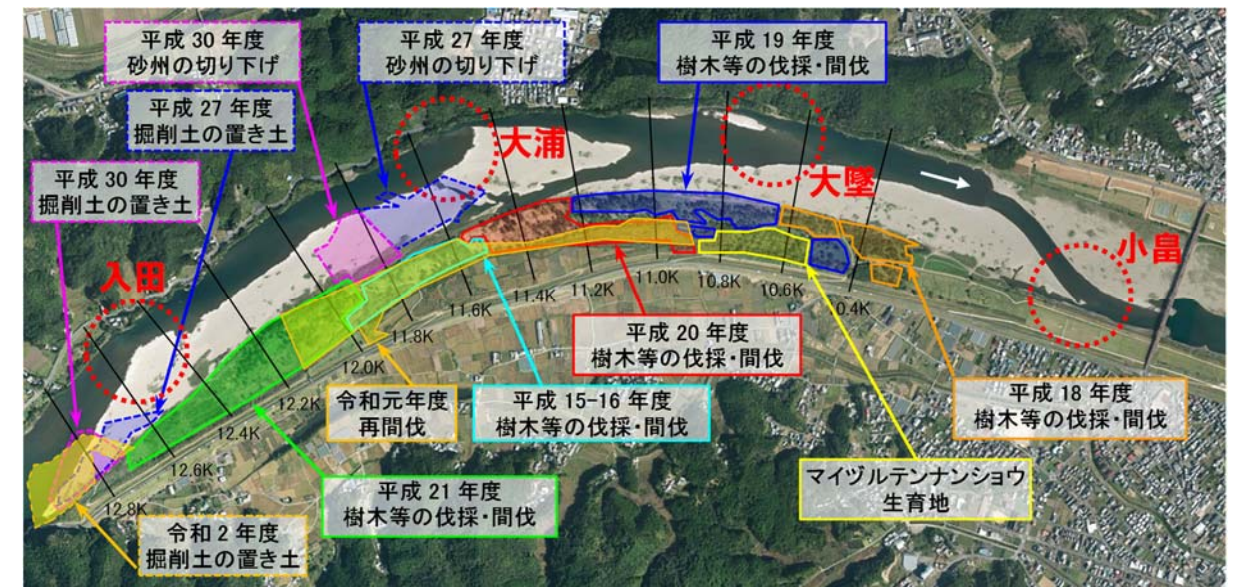 平成 30 年度
砂州の切り下げ
平成 27 年度
砂州の切り下げ
平成 19 年度
樹木等の伐採・間伐
平成 27 年度
掘削土の置き土
平成 30 年度
掘削土の置き土
大浦
大墜
入田
小畠
10.4K
10.6K
10.8K
11.0K
11.2K
11.4K
11.6K
11.8K
12.0K
12.2K
12.4K
12.6K
12.8K
平成 20 年度
樹木等の伐採・間伐
令和元年度
再間伐
平成 15-16 年度
樹木等の伐採・間伐
平成 18 年度
樹木等の伐採・間伐
マイヅルテンナンショウ
生育地
平成 21 年度
樹木等の伐採・間伐
令和 2 年度
掘削土の置き土